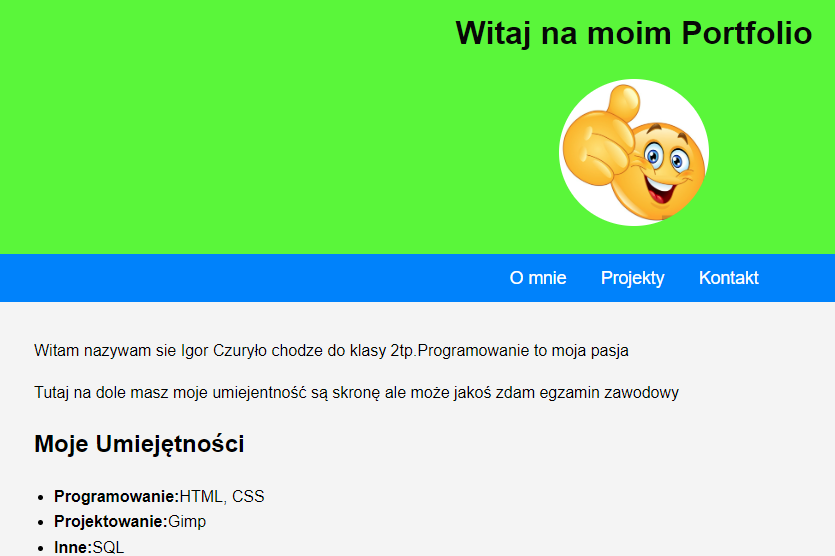 Witaj na moim Portfolio
O mnie Projekty Kontakt
Witam nazywam sie Igor Czuryło chodze do klasy 2tp.Programowanie to moja pasja
Tutaj na dole masz moje umiejentność są skronę ale może jakoś zdam egzamin zawodowy
Moje Umiejętności
• Programowanie:HTML, CSS
• Projektowanie:Gimp
• Inne:SQL